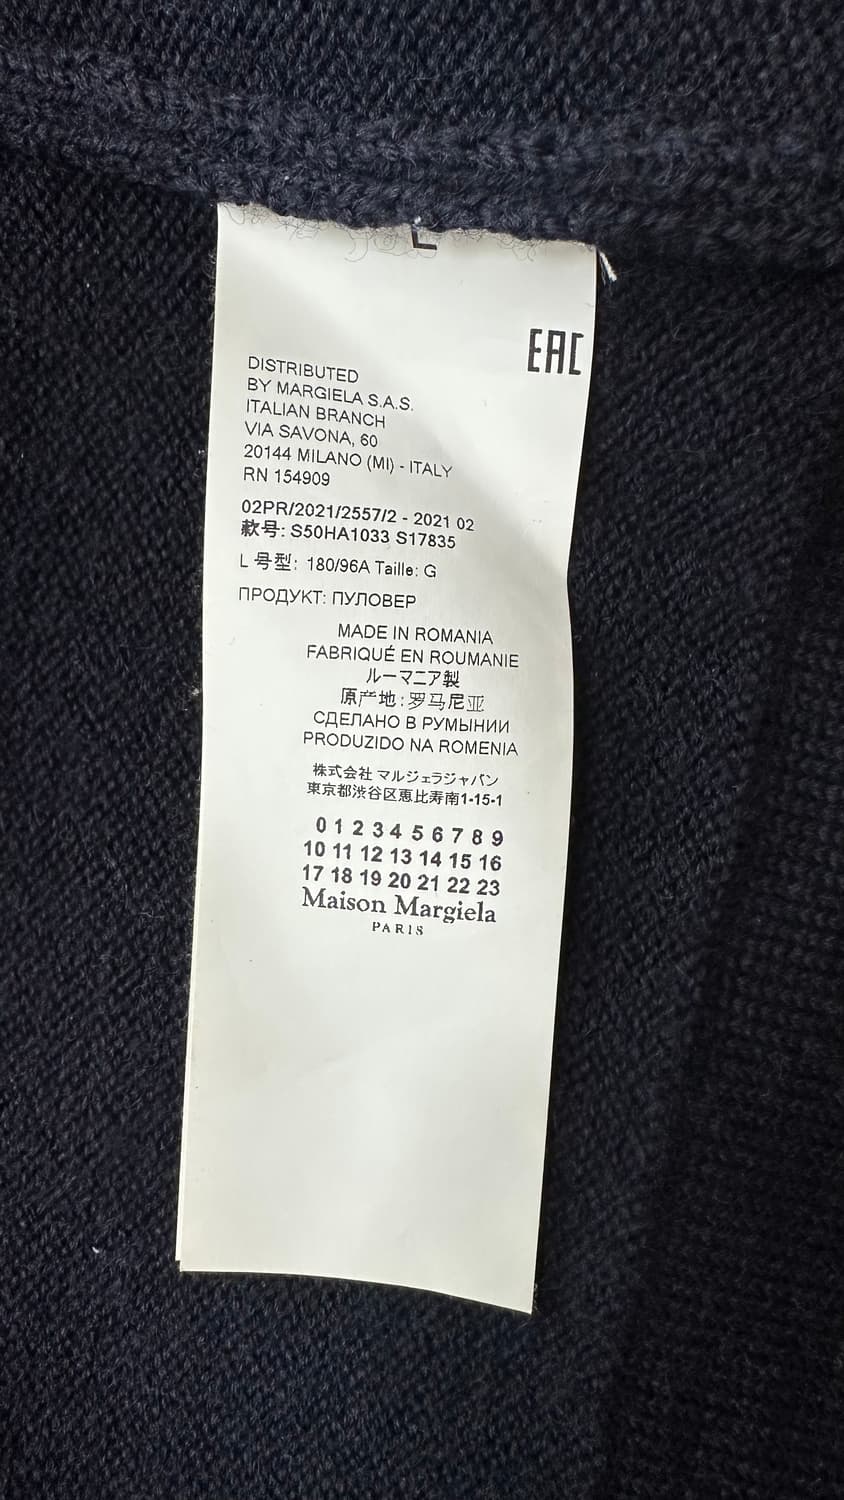 L
EAC
DISTRIBUTED
BY MARGIELA S.A.S.
ITALIAN BRANCH
VIA SAVONA, 60
20144 MILANO (MI) - ITALY
RN 154909
02PR/2021/2557/2 - 2021 02
款号: S50HA1033 S17835
L 号型: 180/96A Taille: G
ПРОДУКТ: ПУЛОВЕР
MADE IN ROMANIA
FABRIQUÉ EN ROUMANIE
ルーマニア製
原产地:罗马尼亚
СДЕЛАНО В РУМЫНИИ
PRODUZIDO NA ROMENIA
株式会社 マルジェラジャパン
東京都渋谷区恵比寿南1-15-1
0 1 2 3 4 5 6 7 8 9
10 11 12 13 14 15 16
17 18 19 20 21 22 23
Maison Margiela
PARIS